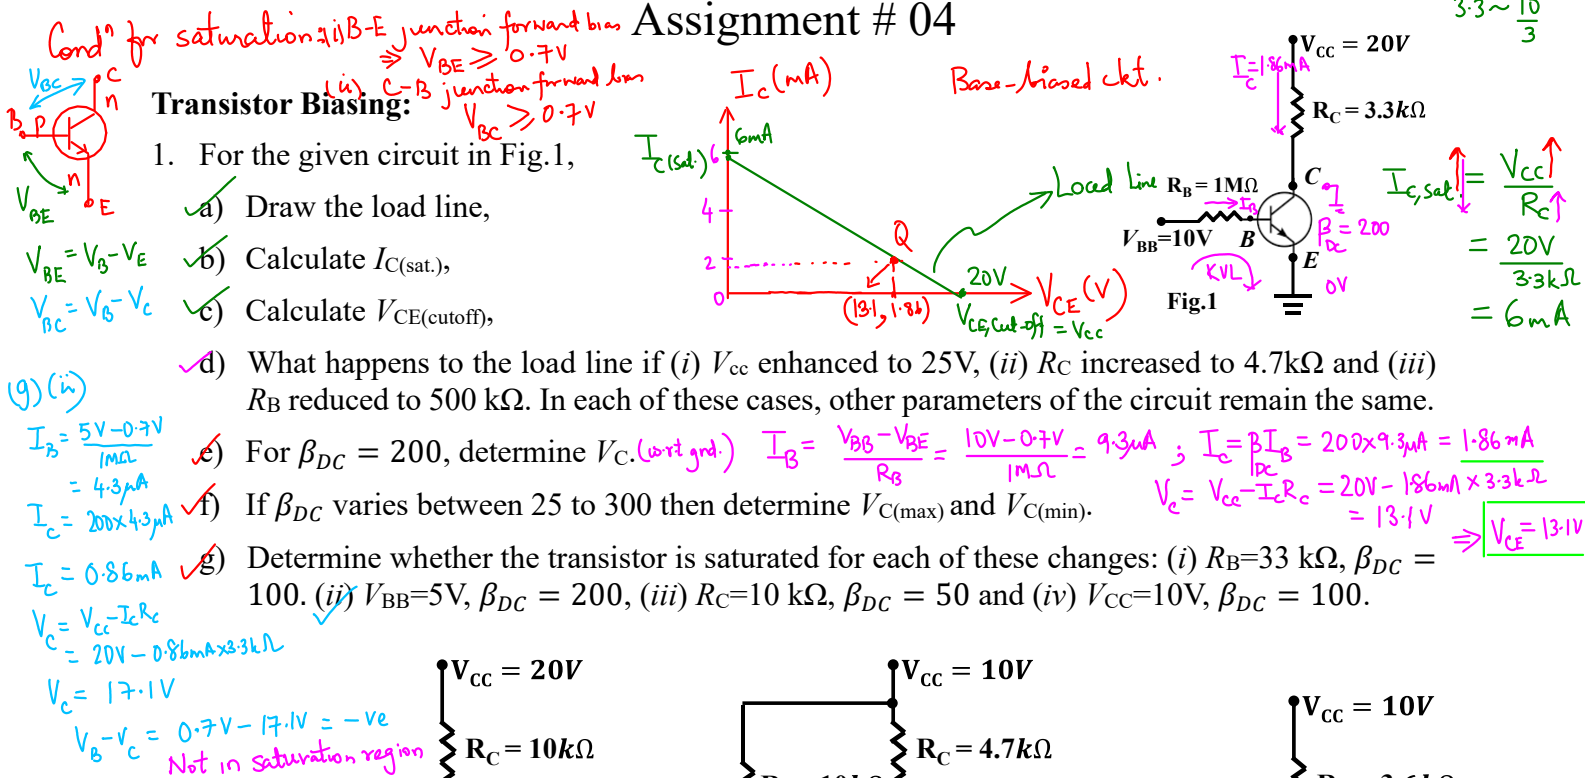 Assignment # 04
3.3 ~ 10/3
Condⁿ for saturation: (i) B-E junction forward bias
⇒ V_BE ≥ 0.7V
(ii) C-B junction forward bias
V_BC ≥ 0.7V
V_BC
C
n
B
P
n
E
V_BE
V_BE = V_B - V_E
V_BC = V_B - V_C
Transistor Biasing:
1. For the given circuit in Fig.1,
a) Draw the load line,
b) Calculate I_C(sat.),
c) Calculate V_CE(cutoff),
I_C (mA)
Base-biased ckt.
I_C(sat.)
6mA
6
4
2
0
Q
(13.1, 1.86)
Load Line
20V
V_CE (V)
V_CE,Cut-off = V_CC
V_CC = 20V
I_C = 1.86mA
R_C = 3.3kΩ
C
R_B = 1MΩ
I_B
β_DC = 200
V_BB=10V
B
E
KVL
0V
Fig.1
I_C,sat. = V_CC/R_C
= 20V/3.3kΩ
= 6mA
d) What happens to the load line if (i) Vcc enhanced to 25V, (ii) R_C increased to 4.7kΩ and (iii)
R_B reduced to 500 kΩ. In each of these cases, other parameters of the circuit remain the same.
e) For β_DC = 200, determine V_C. (w.r.t gnd.) I_B = (V_BB - V_BE)/R_B = (10V - 0.7V)/1MΩ = 9.3μA ; I_C = β_DC I_B = 200×9.3μA = 1.86mA
V_C = V_CC - I_C R_C = 20V - 1.86mA × 3.3kΩ
= 13.1V
⇒ V_CE = 13.1V
f) If β_DC varies between 25 to 300 then determine V_C(max) and V_C(min).
g) Determine whether the transistor is saturated for each of these changes: (i) R_B=33 kΩ, β_DC =
100. (ii) V_BB=5V, β_DC = 200, (iii) R_C=10 kΩ, β_DC = 50 and (iv) V_CC=10V, β_DC = 100.
(g) (ii)
I_B = (5V - 0.7V)/1MΩ
= 4.3μA
I_C = 200×4.3μA
I_C = 0.86mA
V_C = V_CC - I_C R_C
= 20V - 0.86mA×3.3kΩ
V_C = 17.1V
V_B - V_C = 0.7V - 17.1V = -ve
Not in saturation region
V_CC = 20V
R_C = 10kΩ
V_CC = 10V
R_C = 4.7kΩ
V_CC = 10V